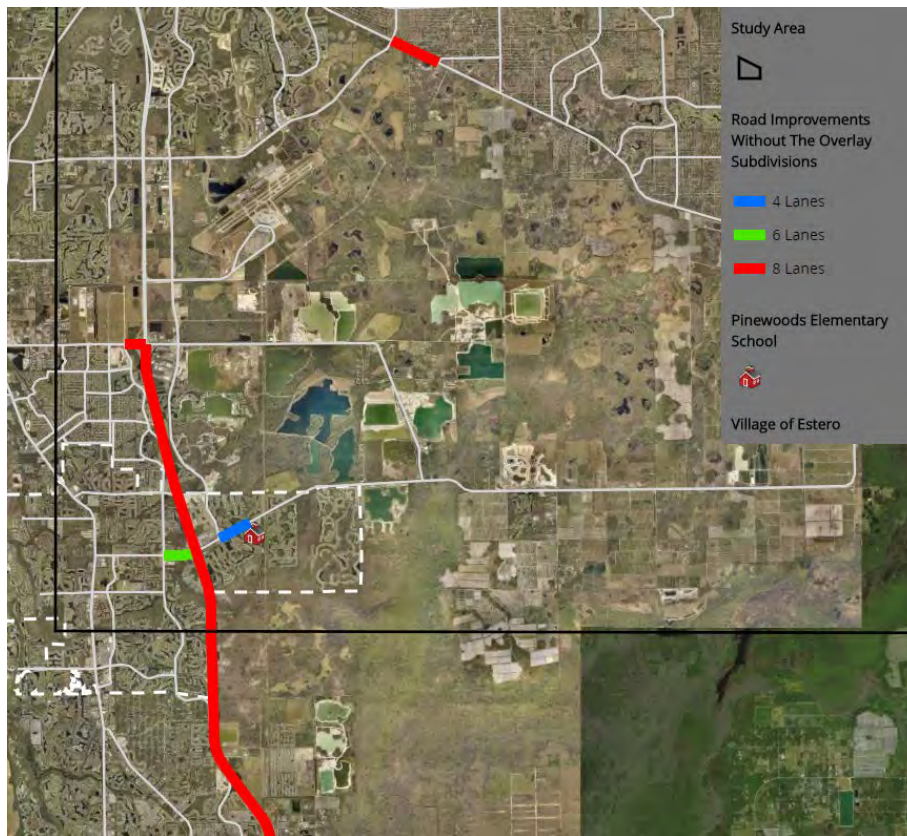 Study Area
Road Improvements
Without The Overlay
Subdivisions
4 Lanes
6 Lanes
8 Lanes
Pinewoods Elementary
School
Village of Estero